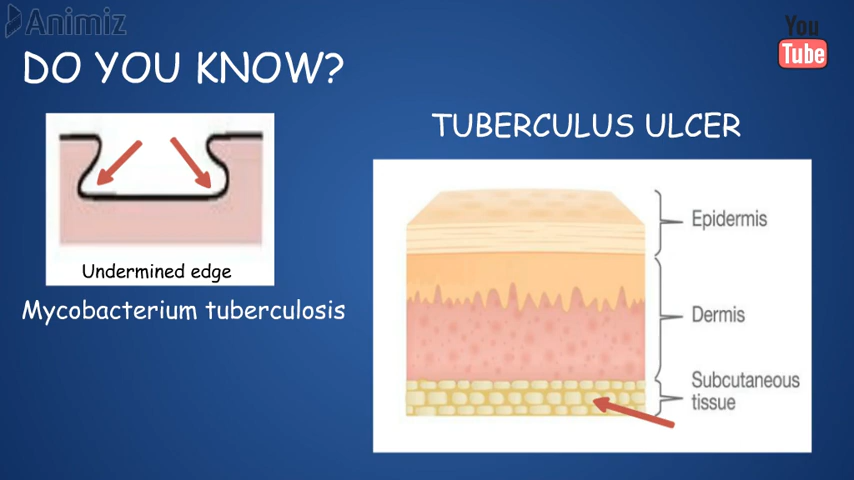 Animiz
You
Tube
DO YOU KNOW?
TUBERCULUS ULCER
Undermined edge
Mycobacterium tuberculosis
Epidermis
Dermis
Subcutaneous
tissue